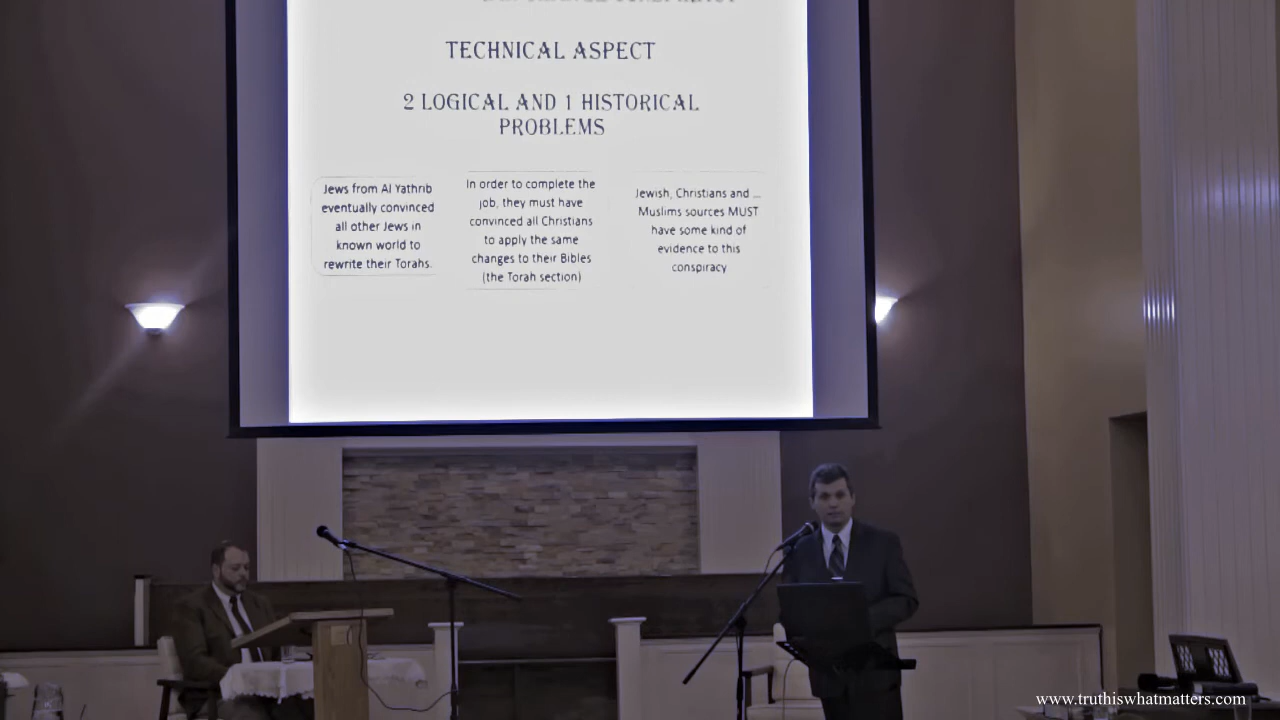 TECHNICAL ASPECT
2 LOGICAL AND 1 HISTORICAL
PROBLEMS
Jews from Al Yathrib
eventually convinced
all other Jews in
known world to
rewrite their Torahs.
In order to complete the
job, they must have
convinced all Christians
to apply the same
changes to their Bibles
(the Torah section)
Jewish, Christians and ...
Muslims sources MUST
have some kind of
evidence to this
conspiracy
www.truthiswhatmatters.com